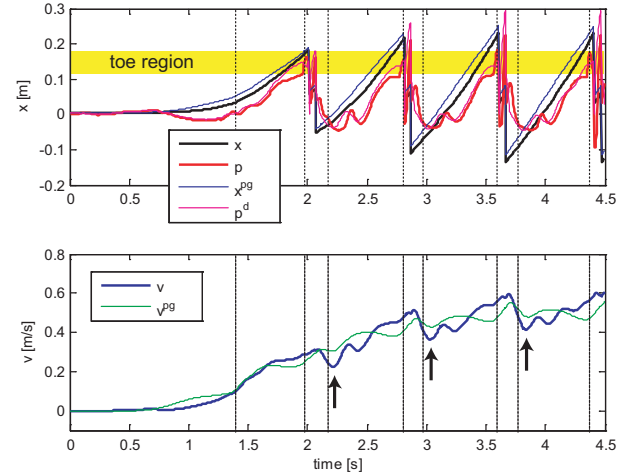 0.3
0.2
0.1
0
-0.1
-0.2
x [m]
toe region
x
p
x^pg
p^d
0 0.5 1 1.5 2 2.5 3 3.5 4 4.5
0.8
0.6
0.4
0.2
0
v [m/s]
v
v^pg
0 0.5 1 1.5 2 2.5 3 3.5 4 4.5
time [s]